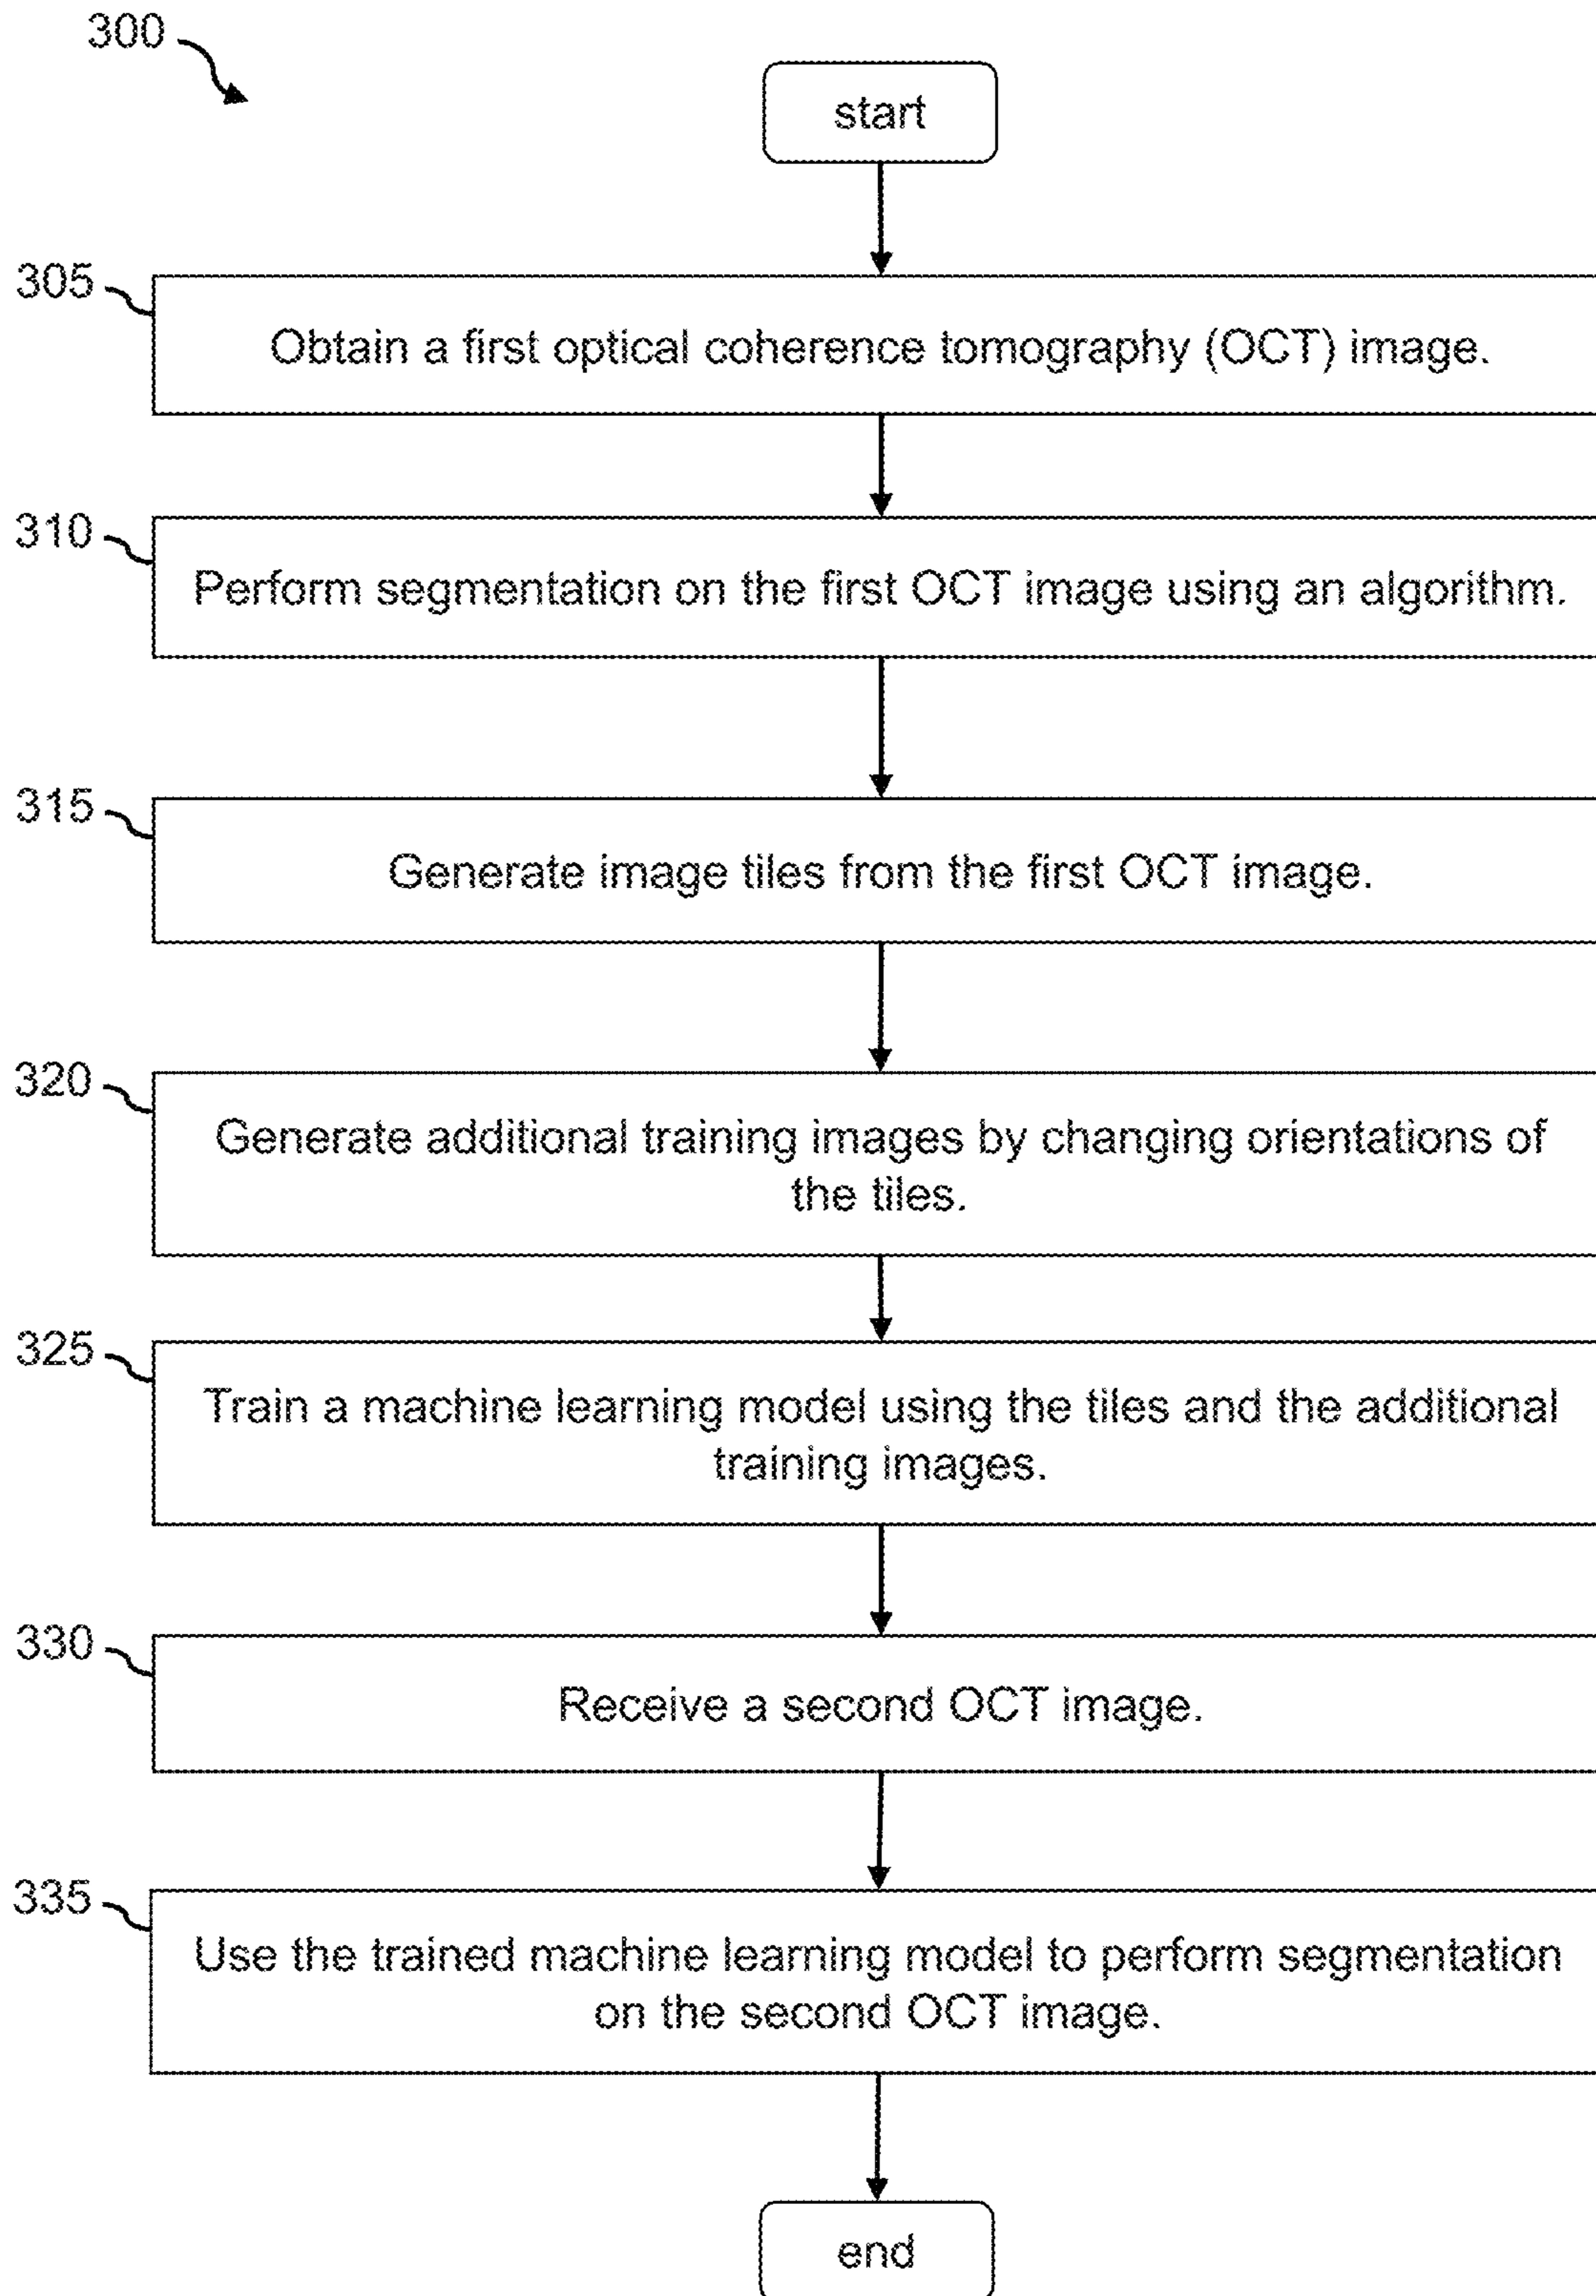 300
start
305
Obtain a first optical coherence tomography (OCT) image.
310
Perform segmentation on the first OCT image using an algorithm.
315
Generate image tiles from the first OCT image.
320
Generate additional training images by changing orientations of
the tiles.
325
Train a machine learning model using the tiles and the additional
training images.
330
Receive a second OCT image.
335
Use the trained machine learning model to perform segmentation
on the second OCT image.
end